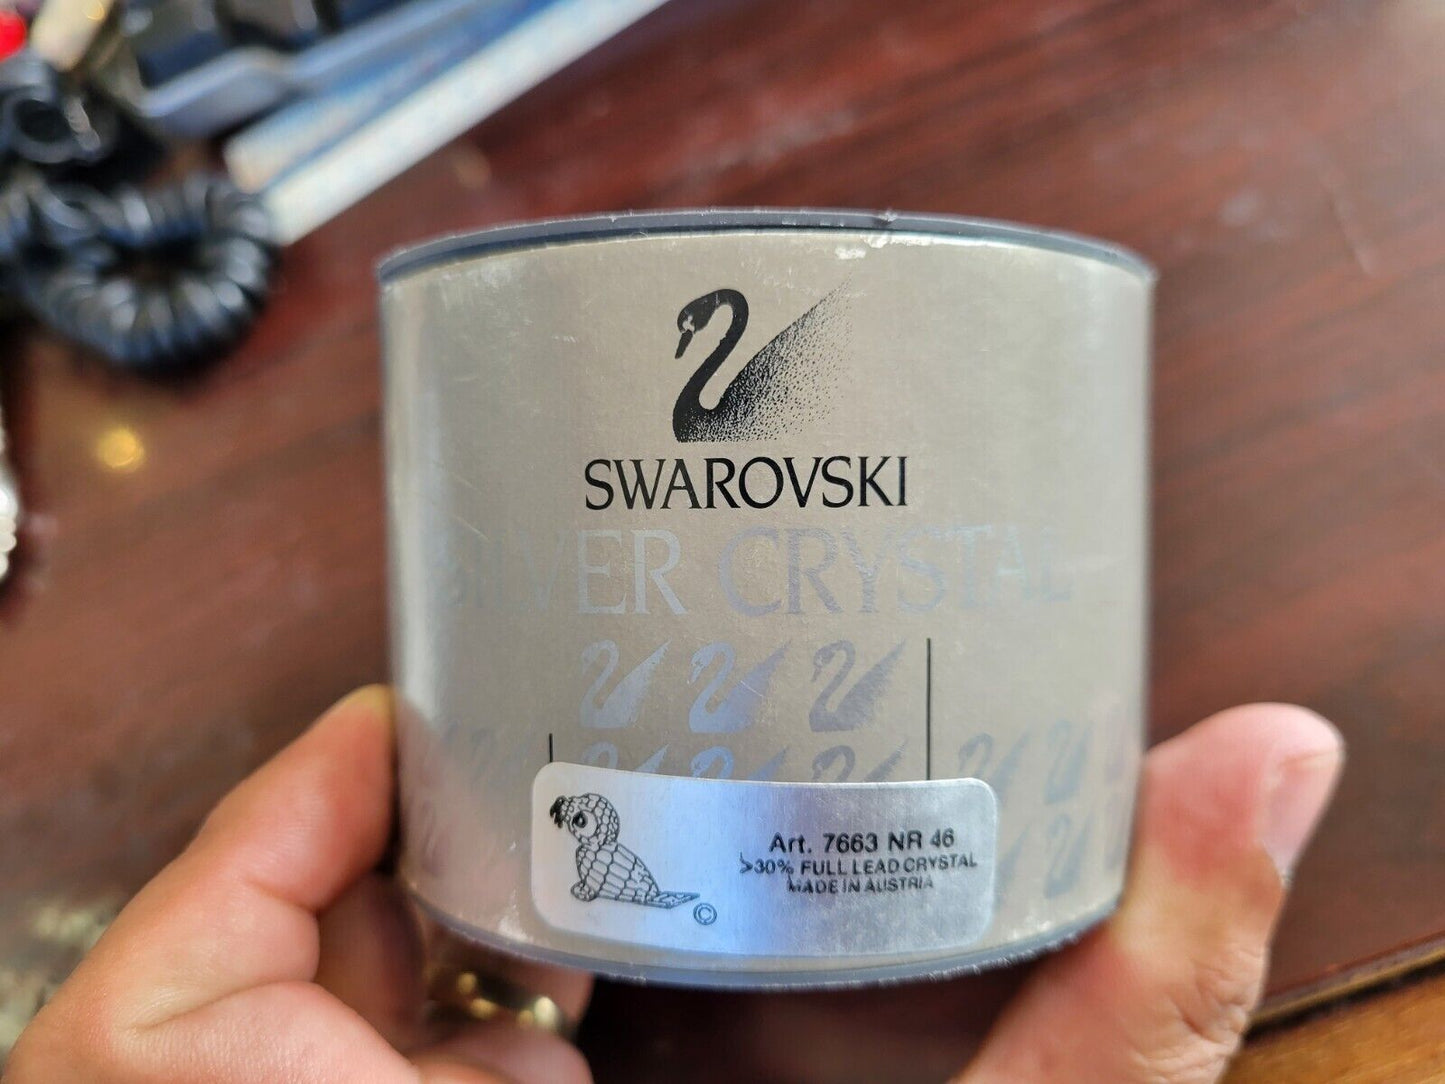 SWAROVSKI
SILVER CRYSTAL
Art. 7663 NR 46
>30% FULL LEAD CRYSTAL
MADE IN AUSTRIA
©